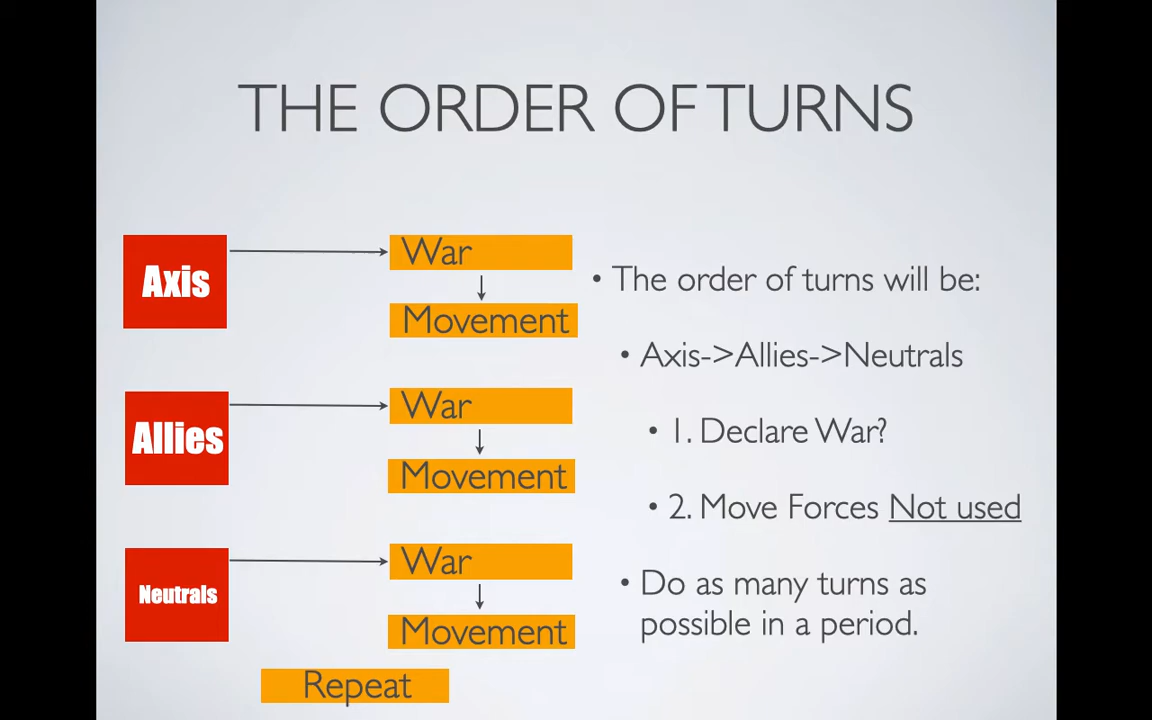 THE ORDER OF TURNS
Axis
War
Movement
Allies
War
Movement
Neutrals
War
Movement
Repeat
• The order of turns will be:
• Axis->Allies->Neutrals
• 1. Declare War?
• 2. Move Forces Not used
• Do as many turns as
possible in a period.